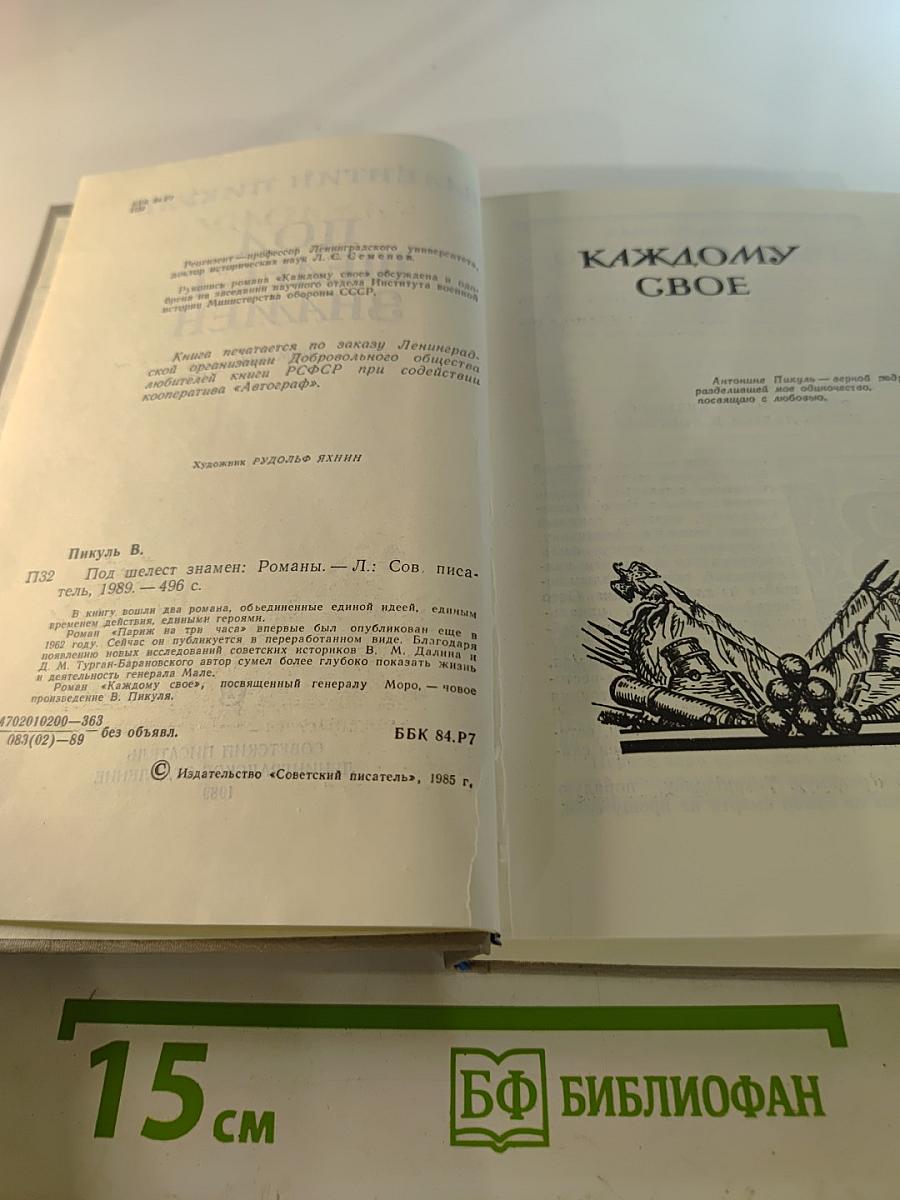 ББК 84.Р7
П32
Рецензент—профессор Ленинградского университета,
доктор исторических наук Л. С. Семенов.
Рукопись романа «Каждому свое» обсуждена и одо-
брена на заседании научного отдела Института военной
истории Министерства обороны СССР.
Книга печатается по заказу Ленинград-
ской организации Добровольного общества
любителей книги РСФСР при содействии
кооператива «Автограф».
Художник РУДОЛЬФ ЯХНИН
Пикуль В.
П32 Под шелест знамен: Романы. — Л.: Сов. писа-
тель, 1989. — 496 с.
В книгу вошли два романа, объединенные единой идеей, единым
временем действия, едиными героями.
Роман «Париж на три часа» впервые был опубликован еще в
1962 году. Сейчас он публикуется в переработанном виде. Благодаря
появлению новых исследований советских историков В. М. Далина и
Д. М. Турган-Барановского автор сумел более глубоко показать жизнь
и деятельность генерала Мале.
Роман «Каждому свое», посвященный генералу Моро, — новое
произведение В. Пикуля.
4702010200—363
083(02)—89
без объявл.
ББК 84.Р7
© Издательство «Советский писатель», 1985 г.
КАЖДОМУ
СВОЕ
Антонине Пикуль — верной подр
разделившей мое одиночество,
посвящаю с любовью.
15 см
БФ БИБЛИОФАН